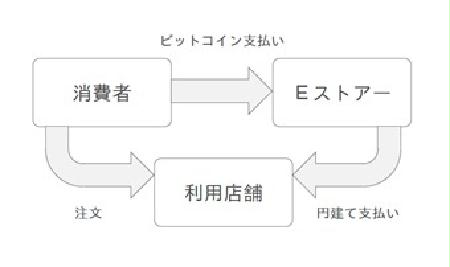 ビットコイン支払い
消費者
Eストアー
利用店舗
注文
円建て支払い